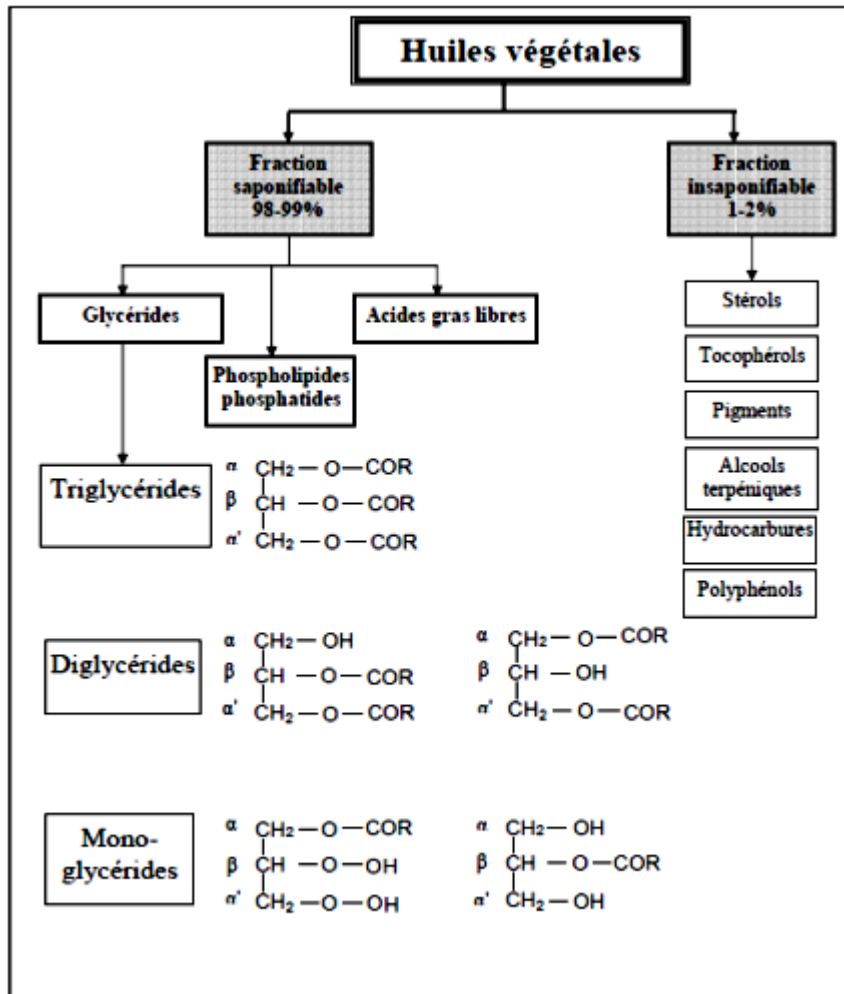 Huiles végétales
Fraction
saponifiable
98-99%
Fraction
insaponifiable
1-2%
Glycérides
Acides gras libres
Phospholipides
phosphatides
Stérols
Tocophérols
Pigments
Alcools
terpéniques
Hydrocarbures
Polyphénols
Triglycérides
α CH₂ — O — COR
β CH — O — COR
α' CH₂ — O — COR
Diglycérides
α CH₂ — OH
β CH — O — COR
α' CH₂ — O — COR
α CH₂ — O — COR
β CH — OH
α' CH₂ — O — COR
Mono-
glycérides
α CH₂ — O — COR
β CH — O — OH
α' CH₂ — O — OH
α CH₂ — OH
β CH — O — COR
α' CH₂ — OH